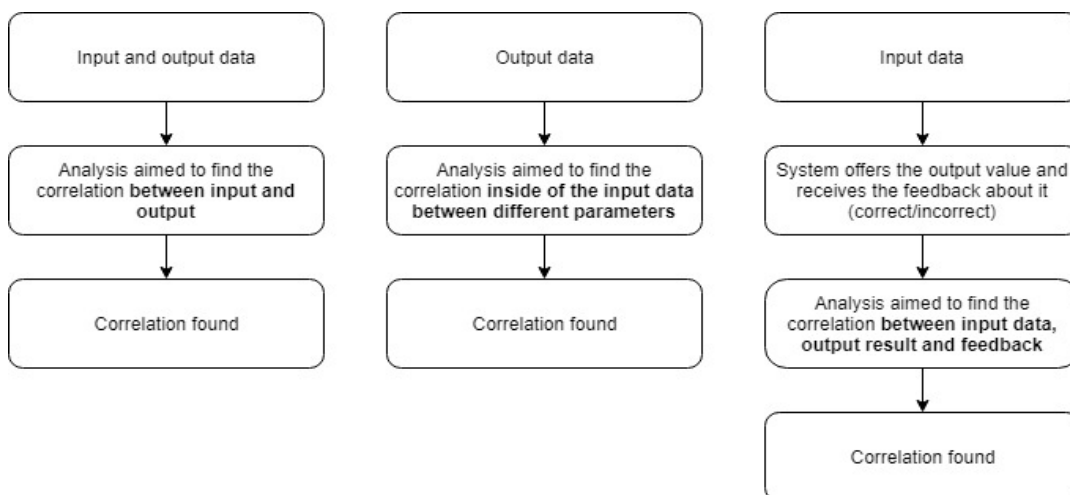 Input and output data
Analysis aimed to find the
correlation between input and
output
Correlation found
Output data
Analysis aimed to find the
correlation inside of the input data
between different parameters
Correlation found
Input data
System offers the output value and
receives the feedback about it
(correct/incorrect)
Analysis aimed to find the
correlation between input data,
output result and feedback
Correlation found